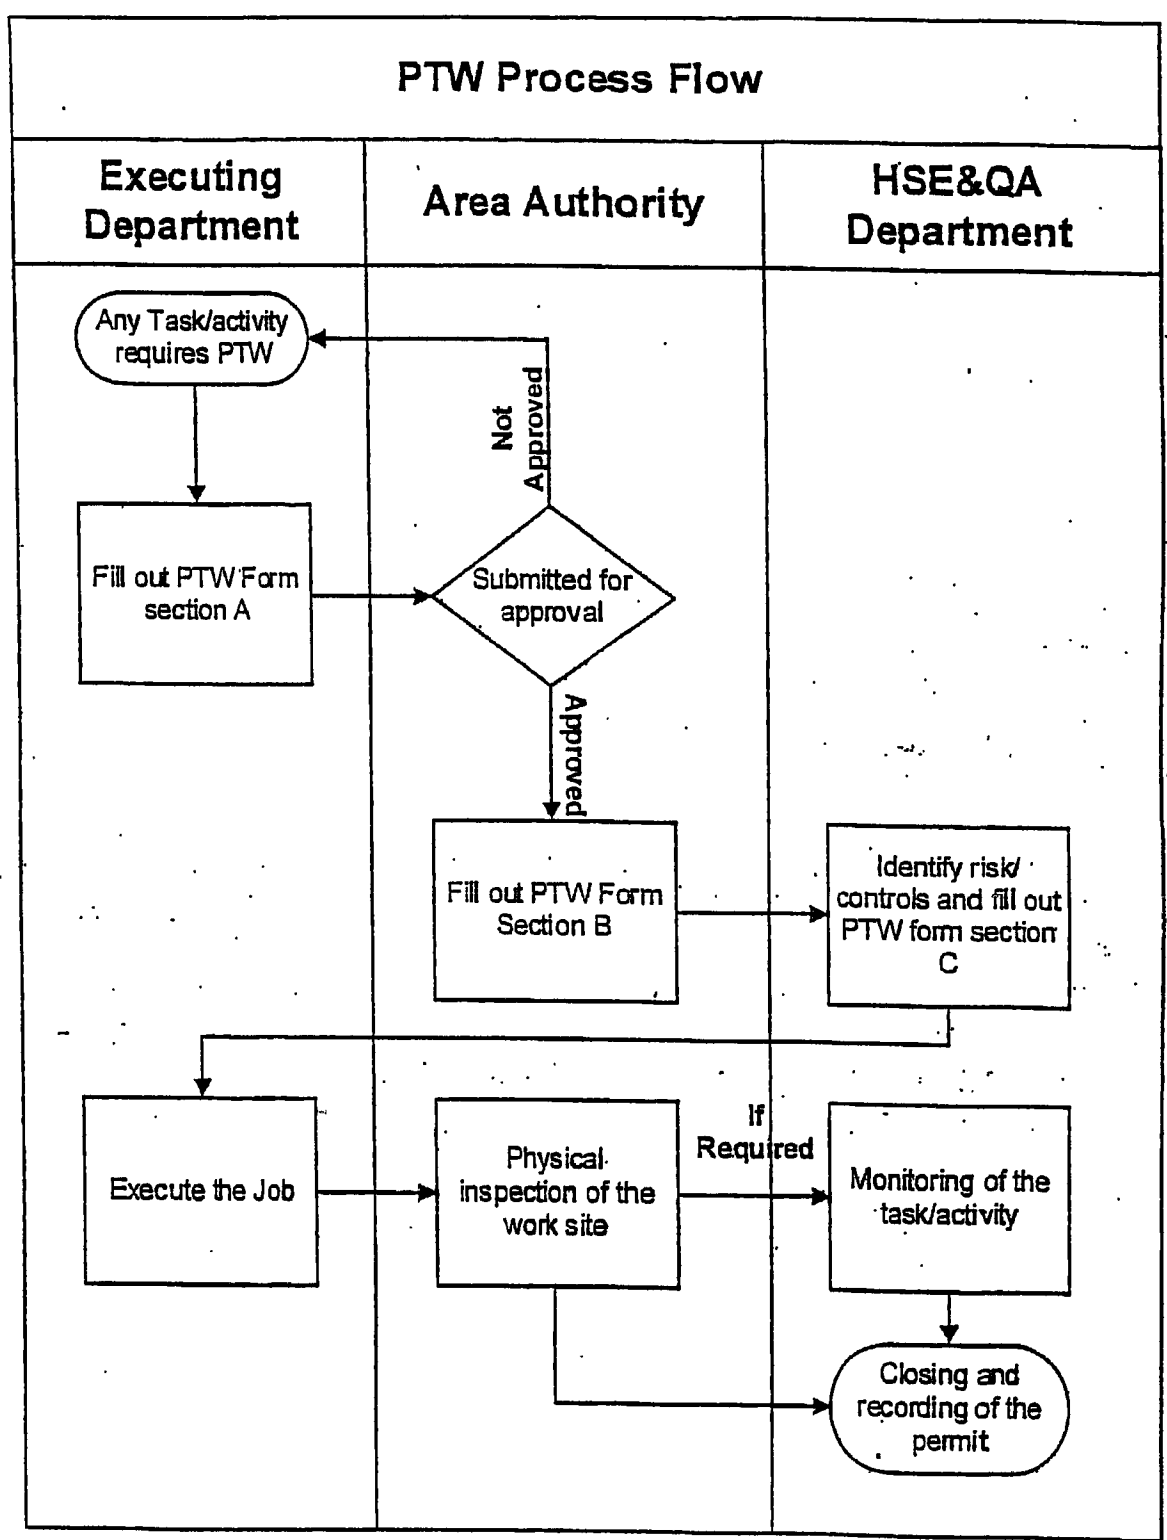 PTW Process Flow
Executing
Department
Area Authority
HSE&QA
Department
Any Task/activity
requires PTW
Not
Approved
Fill out PTW Form
section A
Submitted for
approval
Approved
Fill out PTW Form
Section B
Identify risk/
controls and fill out
PTW form section
C
Execute the Job
Physical
inspection of the
work site
If
Required
Monitoring of the
task/activity
Closing and
recording of the
permit